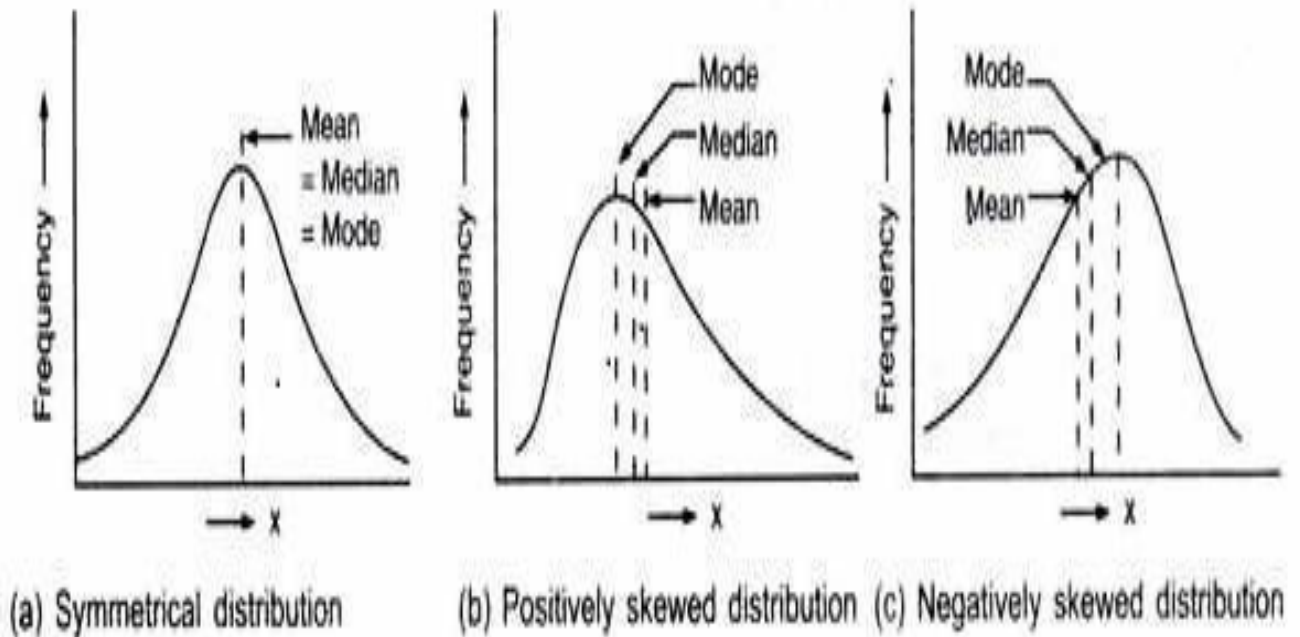 Frequency
Mean
= Median
= Mode
x
(a) Symmetrical distribution
Frequency
Mode
Median
Mean
x
(b) Positively skewed distribution
Frequency
Mode
Median
Mean
x
(c) Negatively skewed distribution